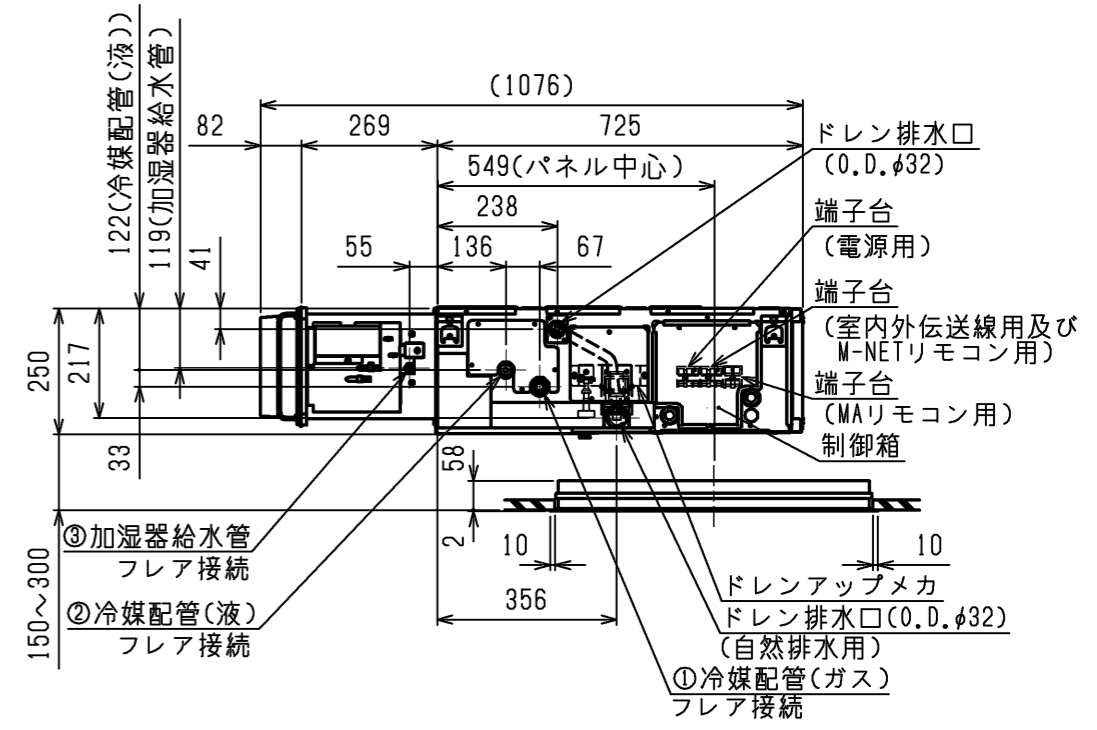 (1076)
82
269
725
549(パネル中心)
238
55
136
67
122(冷媒配管(液))
119(加湿器給水管)
41
250
217
33
150～300
58
2
10
10
356
ドレン排水口
(O.D.φ32)
端子台
(電源用)
端子台
(室内外伝送線用及び
M-NETリモコン用)
端子台
(MAリモコン用)
制御箱
③加湿器給水管
フレア接続
②冷媒配管(液)
フレア接続
ドレンアップメカ
ドレン排水口(O.D.φ32)
(自然排水用)
①冷媒配管(ガス)
フレア接続